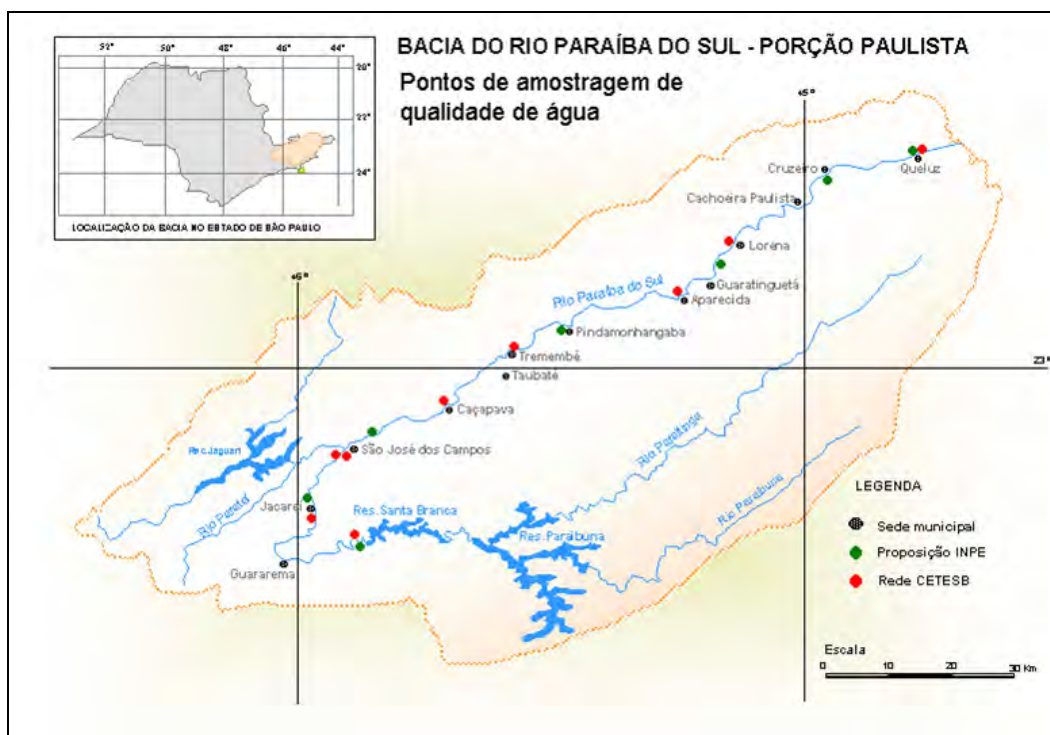 BACIA DO RIO PARAÍBA DO SUL - PORÇÃO PAULISTA
Pontos de amostragem de
qualidade de água
52° 50° 48° 46° 44°
20°
22°
24°
LOCALIZAÇÃO DA BACIA NO ESTADO DE SÃO PAULO
45°
Cruzeiro
Queluz
Cachoeira Paulista
Lorena
45°
Rio Paraíba do Sul
Guaratinguetá
Aparecida
Pindamonhangaba
Tremembé
23°
Taubaté
Caçapava
Rio Paraitinga
Res.Jaguari
São José dos Campos
Rio Paraibuna
LEGENDA
Rio Paratei
Jacareí
Res.Santa Branca
Sede municipal
Res.Paraibuna
Proposição INPE
Guararema
Rede CETESB
Escala
0 10 20 30 Km